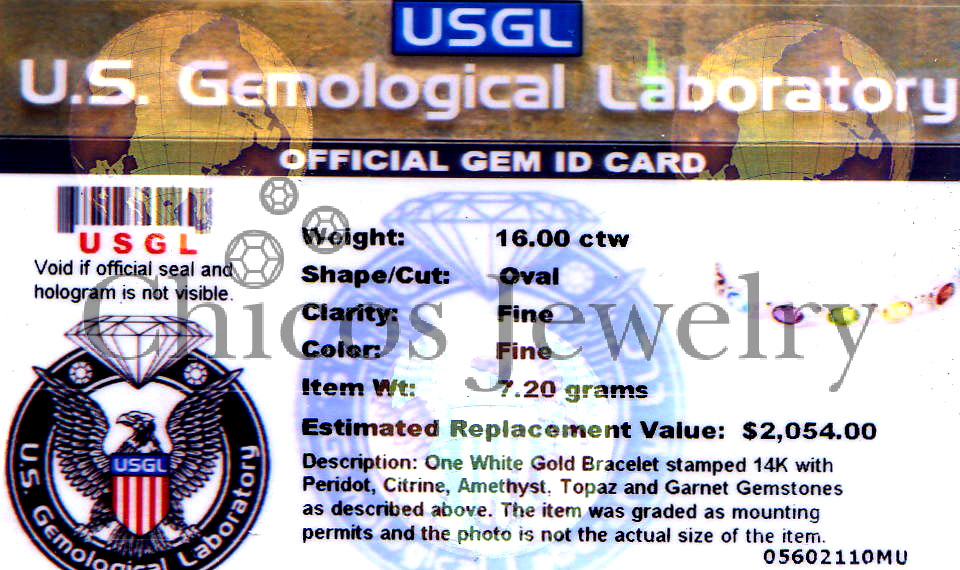 USGL
U.S. Gemological Laboratory
OFFICIAL GEM ID CARD
USGL
Void if official seal and
hologram is not visible.
Weight: 16.00 ctw
Shape/Cut: Oval
Clarity: Fine
Color: Fine
Item Wt: 7.20 grams
Estimated Replacement Value: $2,054.00
Description: One White Gold Bracelet stamped 14K with
Peridot, Citrine, Amethyst, Topaz and Garnet Gemstones
as described above. The item was graded as mounting
permits and the photo is not the actual size of the item.
05602110MU
Chicos Jewelry
USGL
U.S. Gemological Laboratory